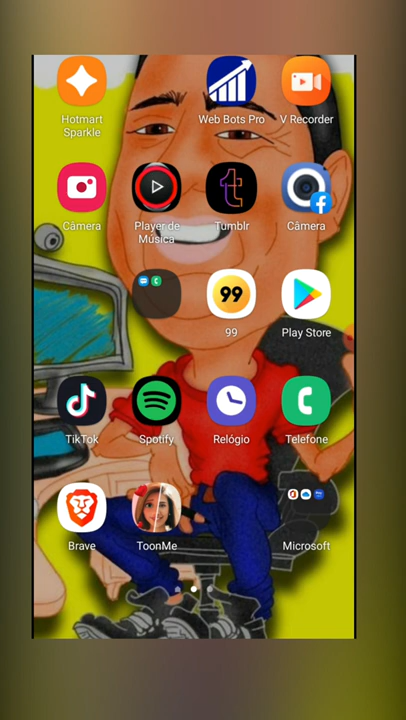 Hotmart
Sparkle
Web Bots Pro
V Recorder
Câmera
Player de
Música
Tumblr
Câmera
99
99
Play Store
TikTok
Spotify
Relógio
Telefone
Brave
ToonMe
Microsoft